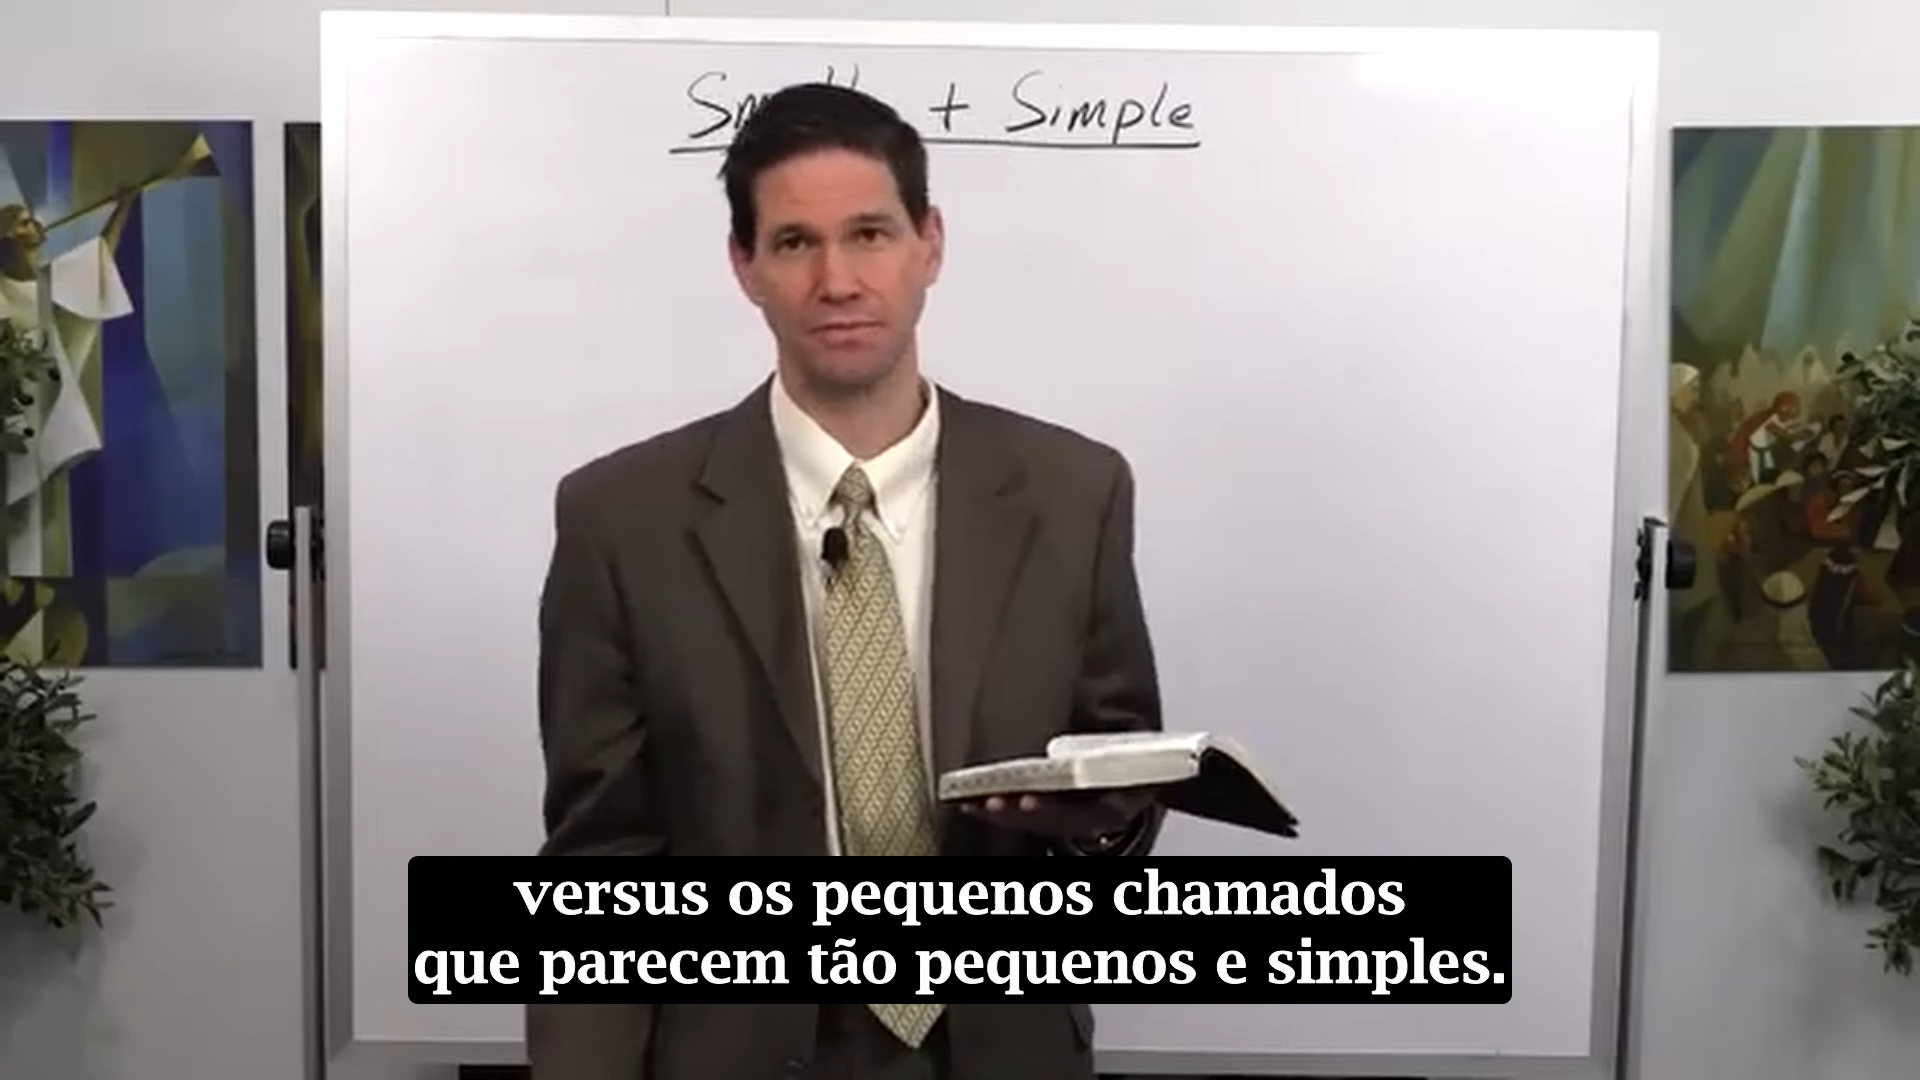 + Simple
versus os pequenos chamados
que parecem tão pequenos e simples.